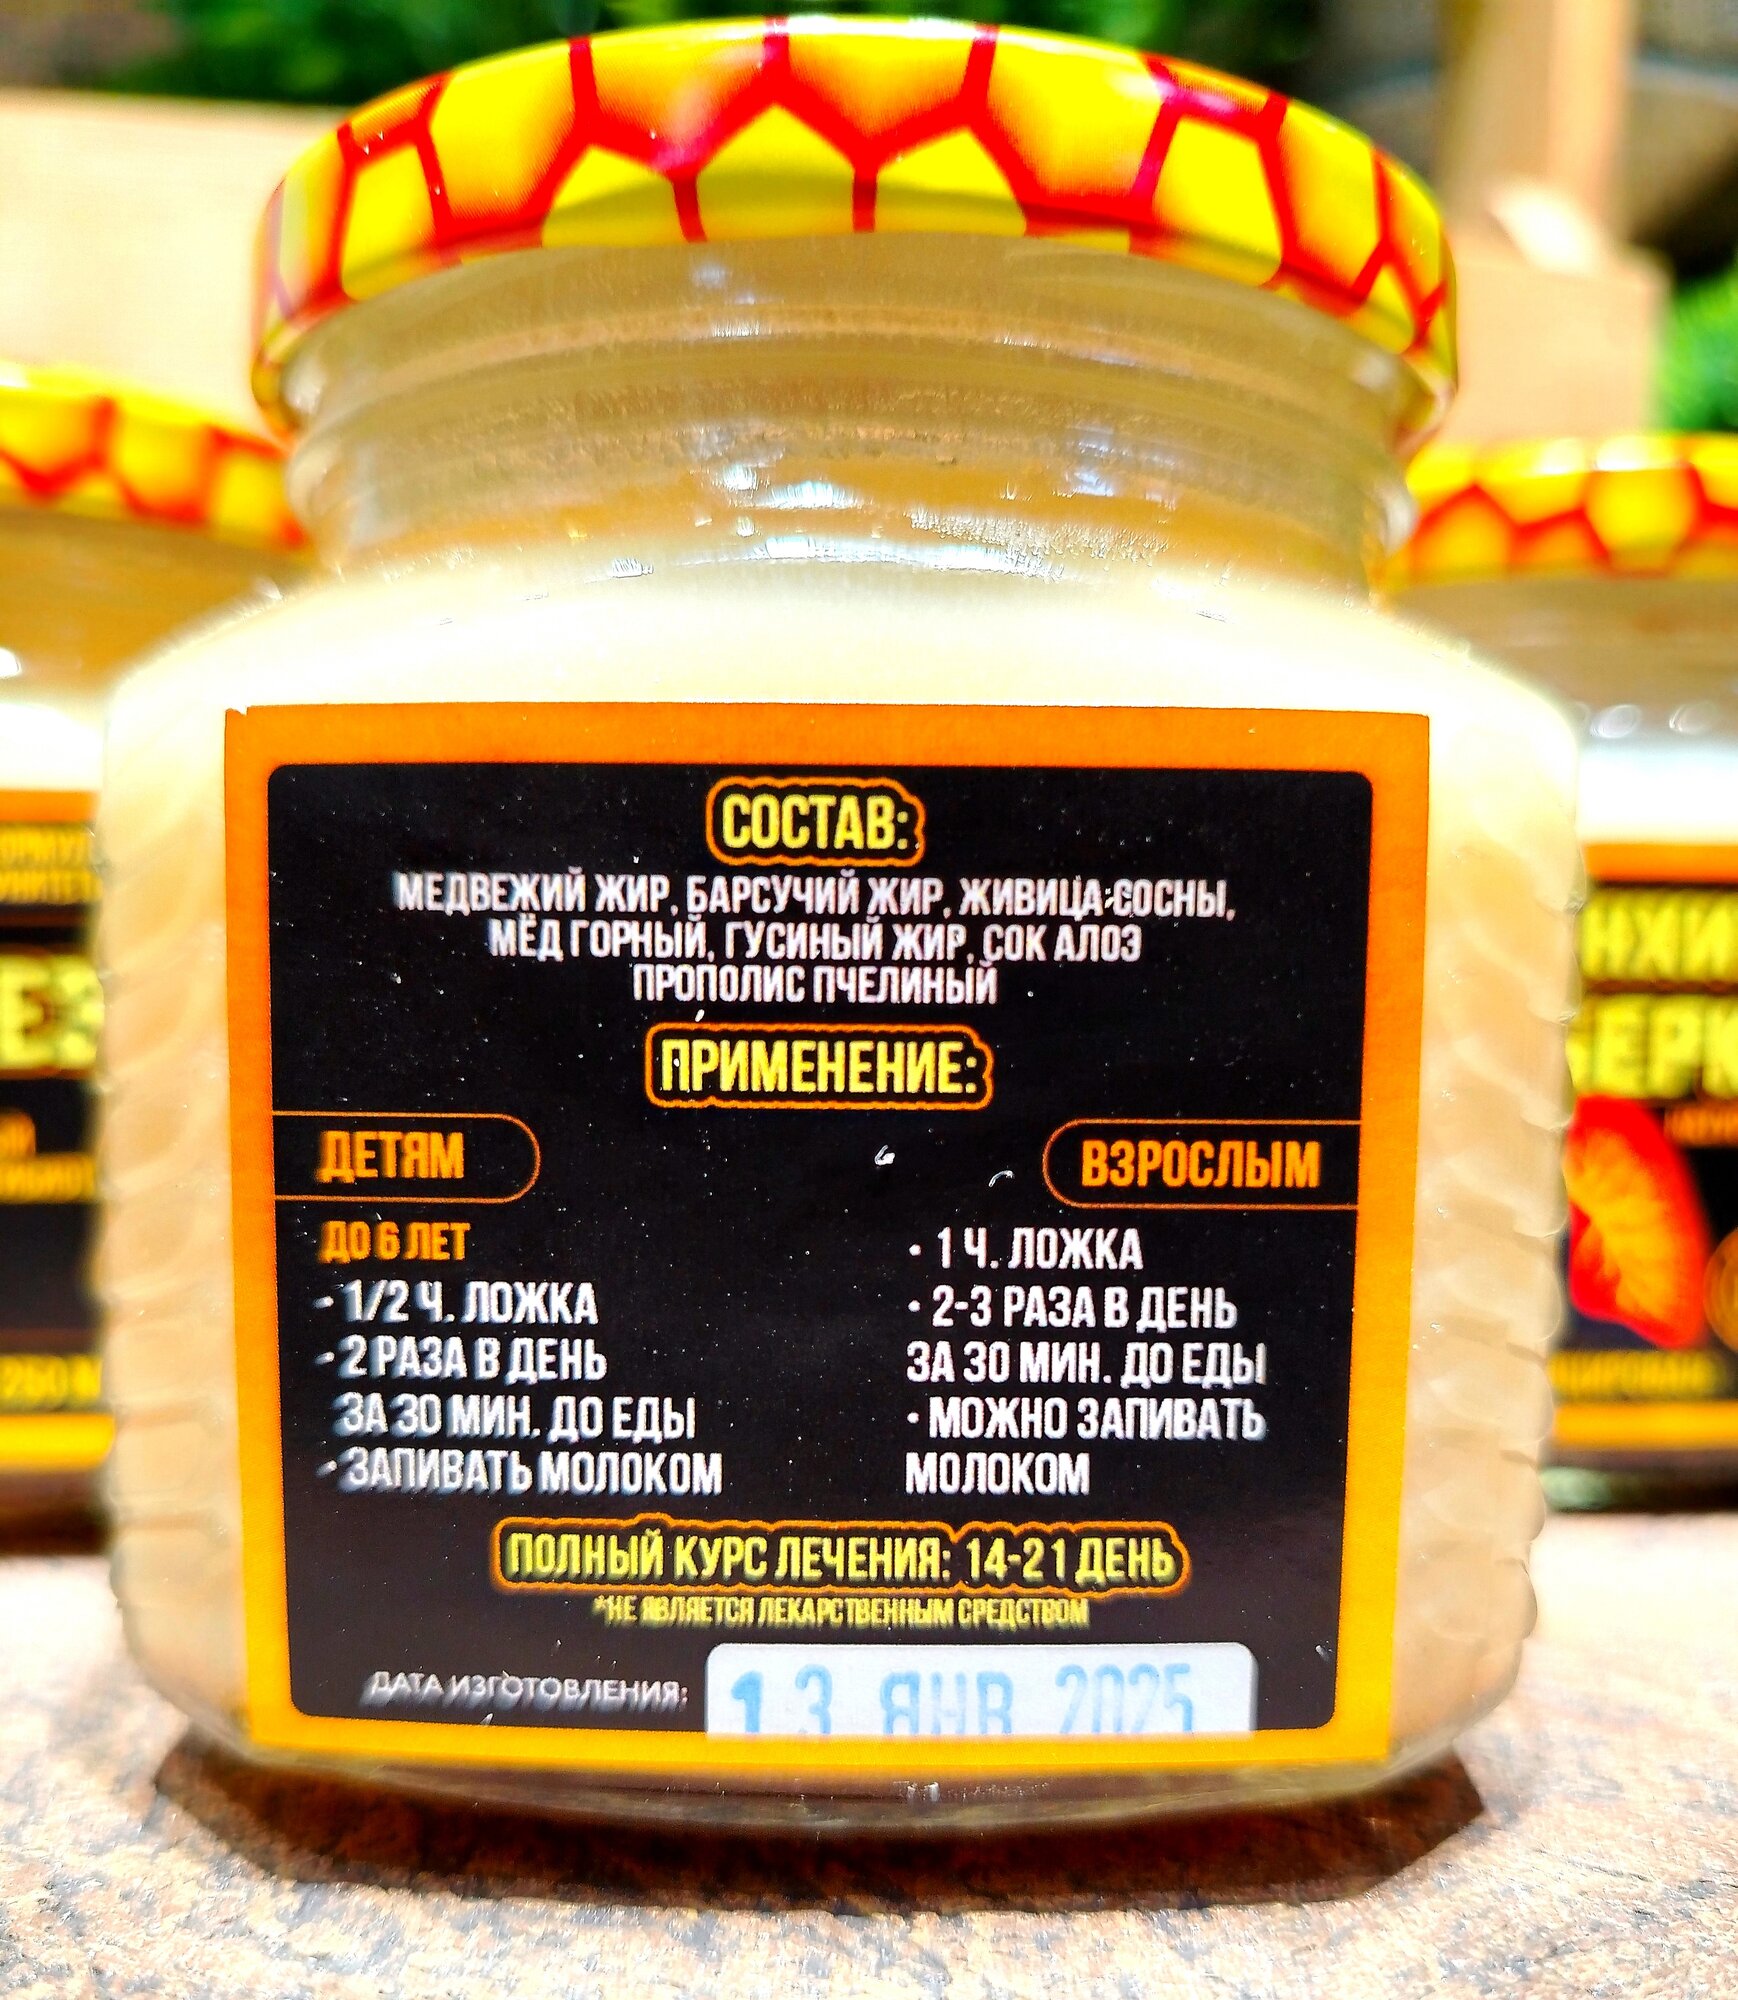 СОСТАВ:
МЕДВЕЖИЙ ЖИР, БАРСУЧИЙ ЖИР, ЖИВИЦА СОСНЫ,
МЁД ГОРНЫЙ, ГУСИНЫЙ ЖИР, СОК АЛОЭ
ПРОПОЛИС ПЧЕЛИНЫЙ
ПРИМЕНЕНИЕ:
ДЕТЯМ
ДО 6 ЛЕТ
- 1/2 Ч. ЛОЖКА
- 2 РАЗА В ДЕНЬ
ЗА 30 МИН. ДО ЕДЫ
- ЗАПИВАТЬ МОЛОКОМ
ВЗРОСЛЫМ
· 1 Ч. ЛОЖКА
· 2-3 РАЗА В ДЕНЬ
ЗА 30 МИН. ДО ЕДЫ
· МОЖНО ЗАПИВАТЬ
МОЛОКОМ
ПОЛНЫЙ КУРС ЛЕЧЕНИЯ: 14-21 ДЕНЬ
*НЕ ЯВЛЯЕТСЯ ЛЕКАРСТВЕННЫМ СРЕДСТВОМ
ДАТА ИЗГОТОВЛЕНИЯ: 13 ЯНВ 2025